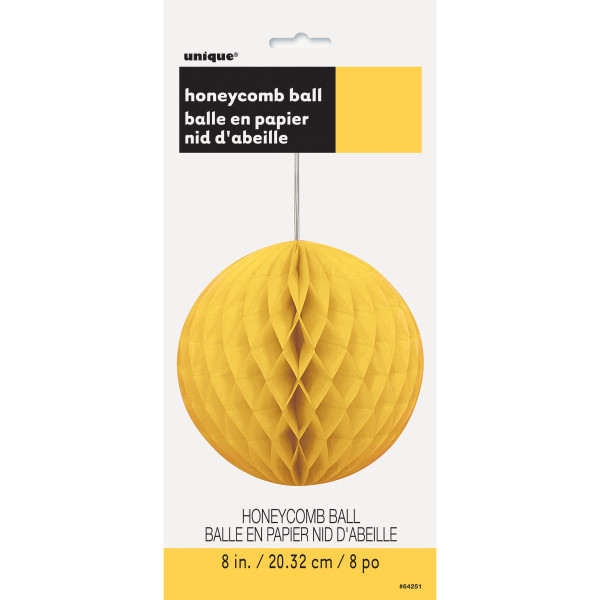 unique®
honeycomb ball
balle en papier
nid d'abeille
HONEYCOMB BALL
BALLE EN PAPIER NID D'ABEILLE
8 in. / 20.32 cm / 8 po
#64251